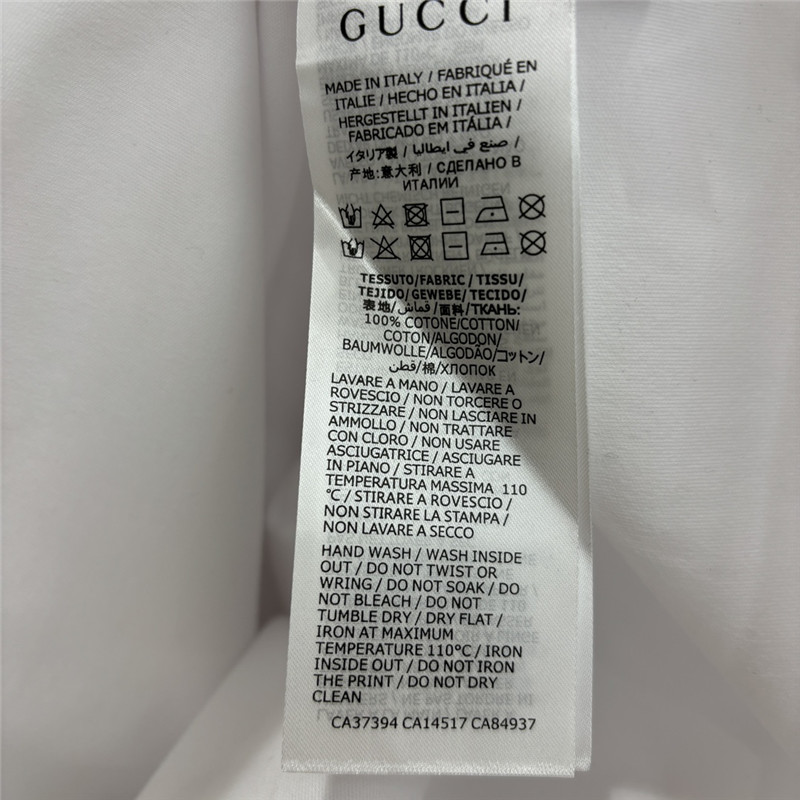 GUCCI
MADE IN ITALY / FABRIQUÉ EN
ITALIE / HECHO EN ITALIA /
HERGESTELLT IN ITALIEN /
FABRICADO EM ITÁLIA /
صنع في ايطاليا / イタリア製 /
产地:意大利 / СДЕЛАНО В
ИТАЛИИ
TESSUTO/FABRIC / TISSU/
TEJIDO/GEWEBE/TECIDO/
表地/قماش/面料/ТКАНЬ:
100% COTONE/COTTON/
COTON/ALGODON/
BAUMWOLLE/ALGODÃO/コットン/
قطن/棉/ХЛОПОК
LAVARE A MANO / LAVARE A
ROVESCIO / NON TORCERE O
STRIZZARE / NON LASCIARE IN
AMMOLLO / NON TRATTARE
CON CLORO / NON USARE
ASCIUGATRICE / ASCIUGARE
IN PIANO / STIRARE A
TEMPERATURA MASSIMA 110
°C / STIRARE A ROVESCIO /
NON STIRARE LA STAMPA /
NON LAVARE A SECCO
HAND WASH / WASH INSIDE
OUT / DO NOT TWIST OR
WRING / DO NOT SOAK / DO
NOT BLEACH / DO NOT
TUMBLE DRY / DRY FLAT /
IRON AT MAXIMUM
TEMPERATURE 110°C / IRON
INSIDE OUT / DO NOT IRON
THE PRINT / DO NOT DRY
CLEAN
CA37394 CA14517 CA84937